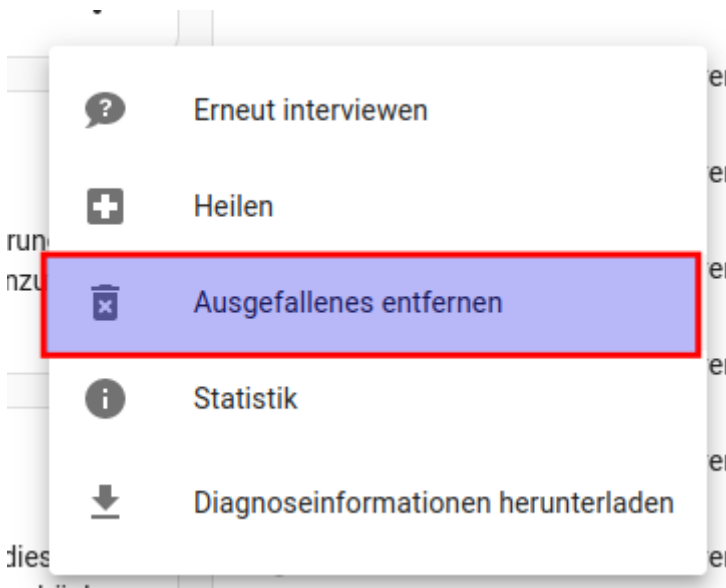 Erneut interviewen
Heilen
Ausgefallenes entfernen
Statistik
Diagnoseinformationen herunterladen